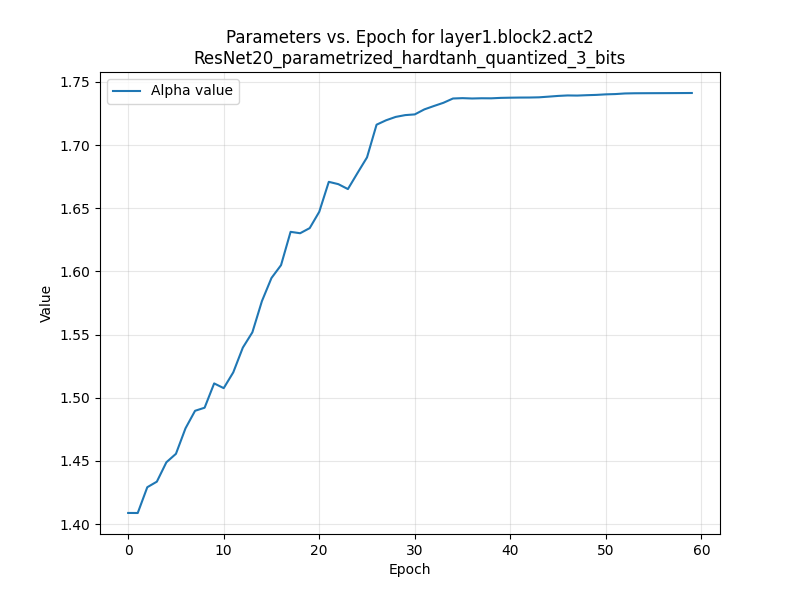 Parameters vs. Epoch for layer1.block2.act2
ResNet20_parametrized_hardtanh_quantized_3_bits
Alpha value
1.75
1.70
1.65
1.60
1.55
1.50
1.45
1.40
Value
0 10 20 30 40 50 60
Epoch